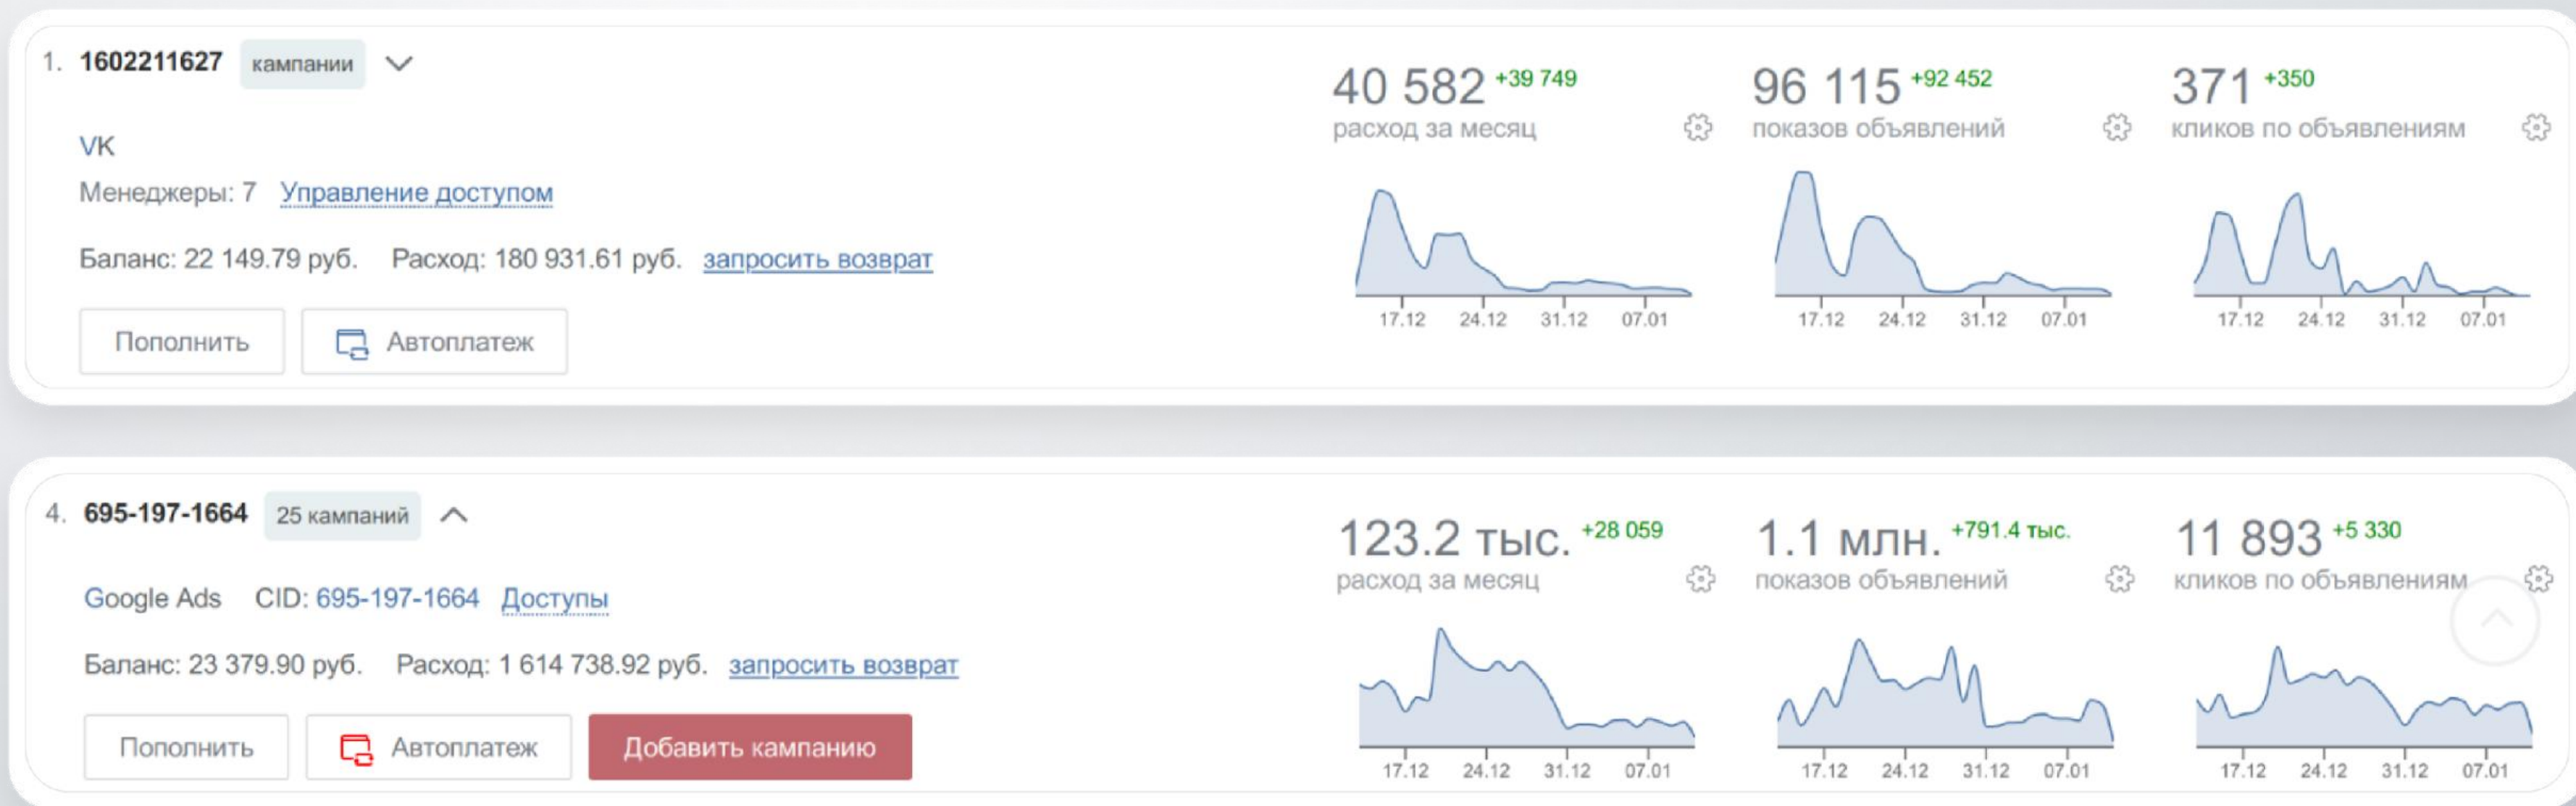 1. 1602211627 кампании
VK
Менеджеры: 7 Управление доступом
Баланс: 22 149.79 руб. Расход: 180 931.61 руб. запросить возврат
Пополнить Автоплатеж
40 582 +39 749
расход за месяц
17.12 24.12 31.12 07.01
96 115 +92 452
показов объявлений
17.12 24.12 31.12 07.01
371 +350
кликов по объявлениям
17.12 24.12 31.12 07.01
4. 695-197-1664 25 кампаний
Google Ads CID: 695-197-1664 Доступы
Баланс: 23 379.90 руб. Расход: 1 614 738.92 руб. запросить возврат
Пополнить Автоплатеж Добавить кампанию
123.2 тыс. +28 059
расход за месяц
17.12 24.12 31.12 07.01
1.1 млн. +791.4 тыс.
показов объявлений
17.12 24.12 31.12 07.01
11 893 +5 330
кликов по объявлениям
17.12 24.12 31.12 07.01